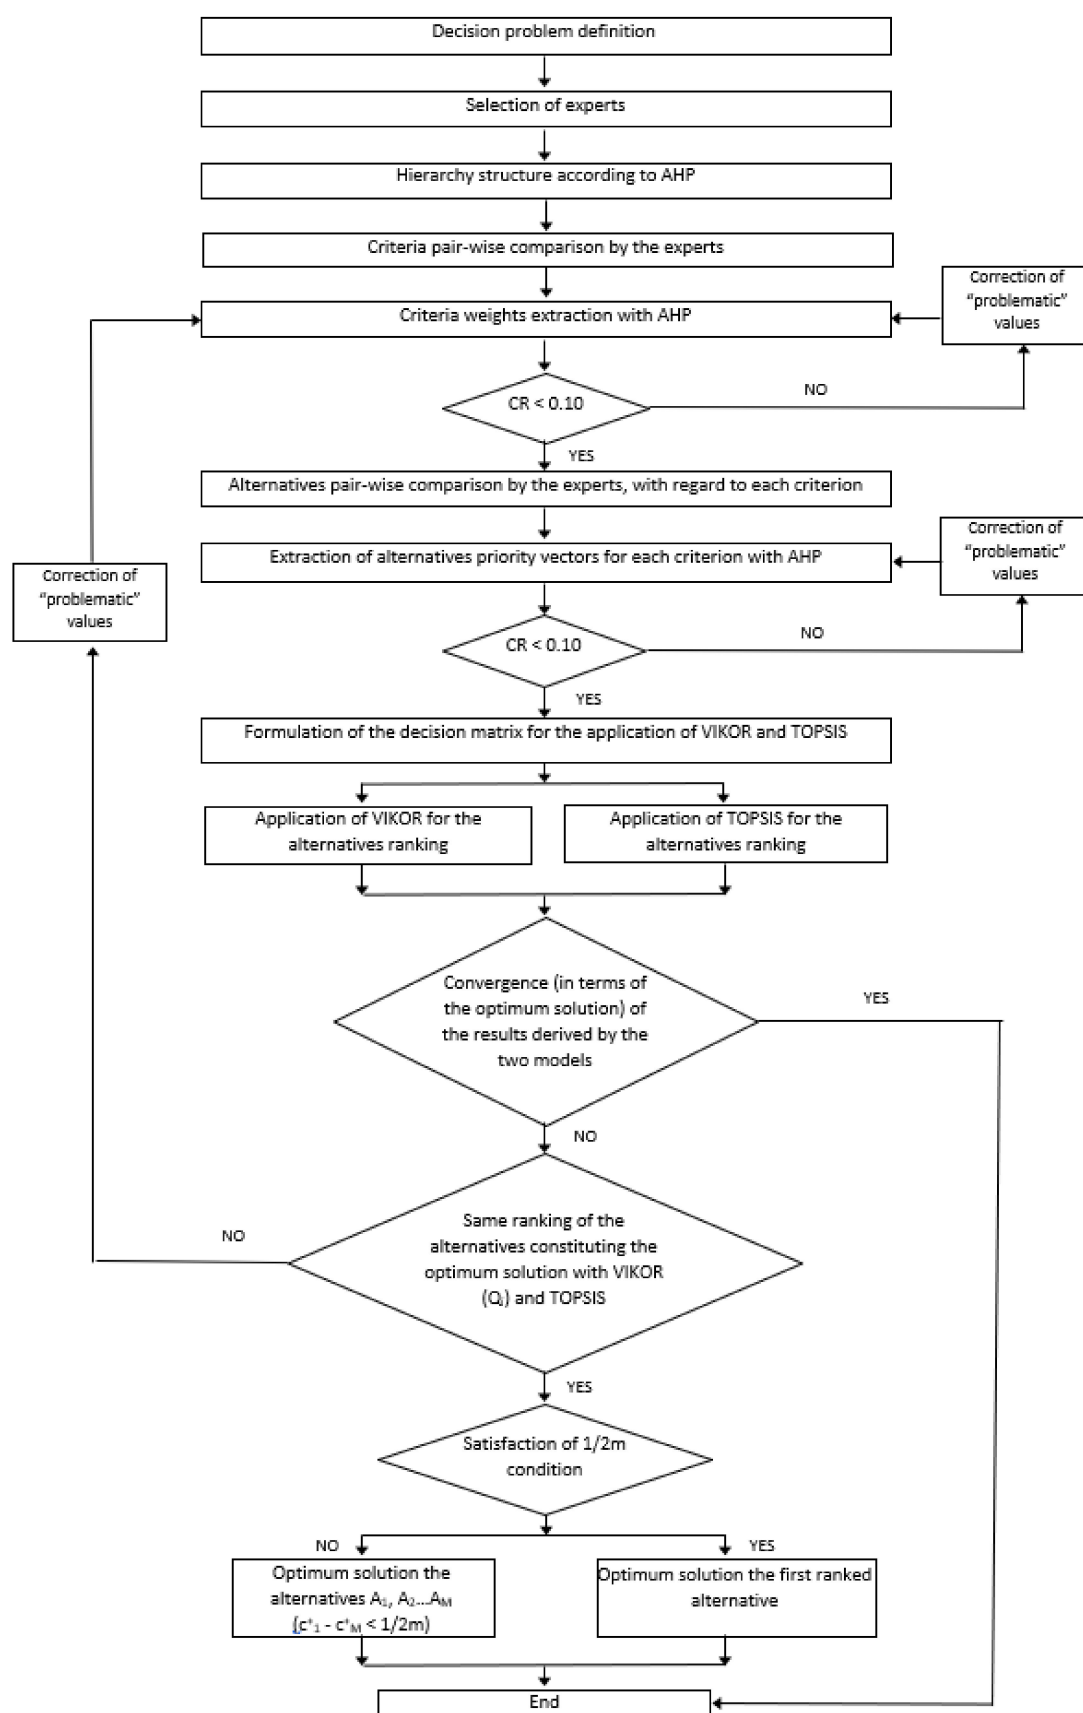 Decision problem definition
Selection of experts
Hierarchy structure according to AHP
Criteria pair-wise comparison by the experts
Correction of
“problematic”
values
Criteria weights extraction with AHP
CR < 0.10
NO
YES
Alternatives pair-wise comparison by the experts, with regard to each criterion
Correction of
“problematic”
values
Extraction of alternatives priority vectors for each criterion with AHP
Correction of
“problematic”
values
CR < 0.10
NO
YES
Formulation of the decision matrix for the application of VIKOR and TOPSIS
Application of VIKOR for the
alternatives ranking
Application of TOPSIS for the
alternatives ranking
Convergence (in terms of
the optimum solution) of
the results derived by the
two models
YES
NO
Same ranking of the
alternatives constituting the
optimum solution with VIKOR
(Qᵢ) and TOPSIS
NO
YES
Satisfaction of 1/2m
condition
NO
YES
Optimum solution the
alternatives A₁, A₂...A_M
(c⁺₁ - c⁺_M < 1/2m)
Optimum solution the first ranked
alternative
End